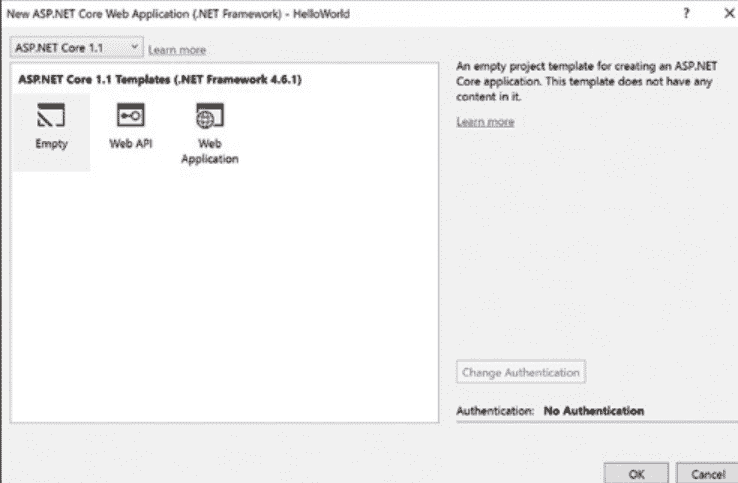 New ASP.NET Core Web Application (.NET Framework) - HelloWorld
? X
ASP.NET Core 1.1
Learn more
ASP.NET Core 1.1 Templates (.NET Framework 4.6.1)
Empty
Web API
Web
Application
An empty project template for creating an ASP.NET
Core application. This template does not have any
content in it.
Learn more
Change Authentication
Authentication: No Authentication
OK
Cancel